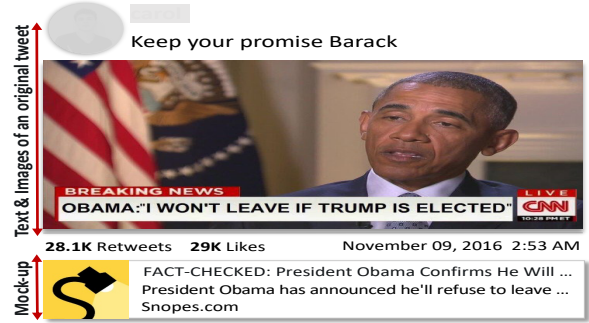 Text & Images of an original tweet
Keep your promise Barack
BREAKING NEWS
LIVE
OBAMA:"I WON'T LEAVE IF TRUMP IS ELECTED"
CNN
10:28 PM ET
28.1K Retweets 29K Likes November 09, 2016 2:53 AM
Mock-up
FACT-CHECKED: President Obama Confirms He Will ...
President Obama has announced he'll refuse to leave ...
Snopes.com